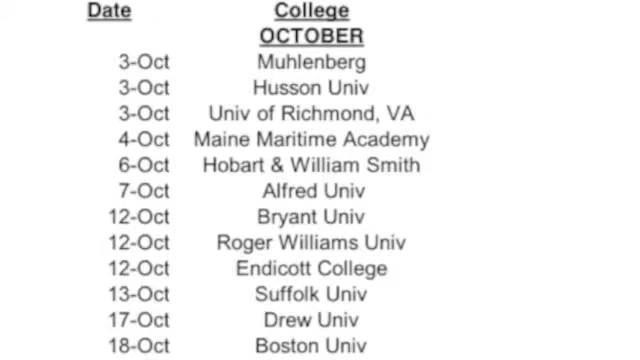 Date College
OCTOBER
3-Oct Muhlenberg
3-Oct Husson Univ
3-Oct Univ of Richmond, VA
4-Oct Maine Maritime Academy
6-Oct Hobart & William Smith
7-Oct Alfred Univ
12-Oct Bryant Univ
12-Oct Roger Williams Univ
12-Oct Endicott College
13-Oct Suffolk Univ
17-Oct Drew Univ
18-Oct Boston Univ